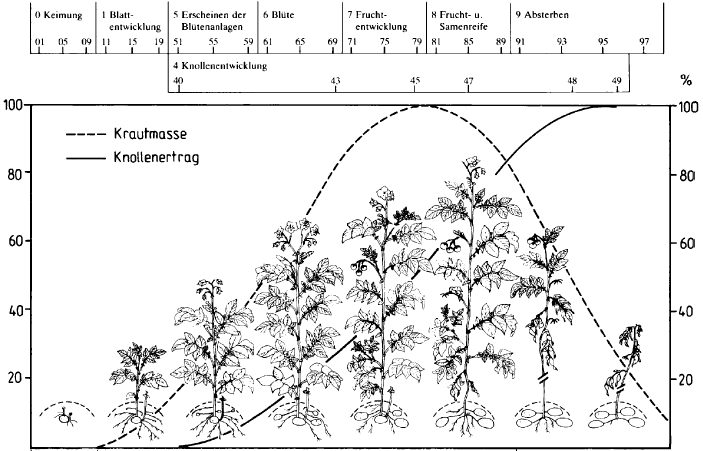 0 Keimung
1 Blatt-
entwicklung
5 Erscheinen der
Blütenanlagen
6 Blüte
7 Frucht-
entwicklung
8 Frucht- u.
Samenreife
9 Absterben
01 05 09 11 15 19 51 55 59 61 65 69 71 75 79 81 85 89 91 93 95 97
4 Knollenentwicklung
40 43 45 47 48 49
%
100 100
Krautmasse
Knollenertrag
80 80
60 60
40 40
20 20